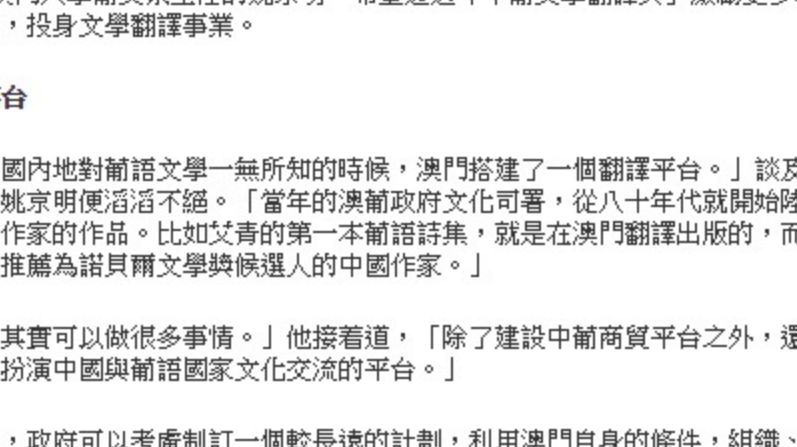 ，投身文學翻譯事業。
台
國內地對葡語文學一無所知的時候，澳門搭建了一個翻譯平台。」談及
姚京明便滔滔不絕。「當年的澳葡政府文化司署，從八十年代就開始陸
作家的作品。比如艾青的第一本葡語詩集，就是在澳門翻譯出版的，而
推薦為諾貝爾文學獎候選人的中國作家。」
其實可以做很多事情。」他接着道，「除了建設中葡商貿平台之外，還
扮演中國與葡語國家文化交流的平台。」
，政府可以考慮制訂一個較長遠的計劃，利用澳門自身的條件，組織、